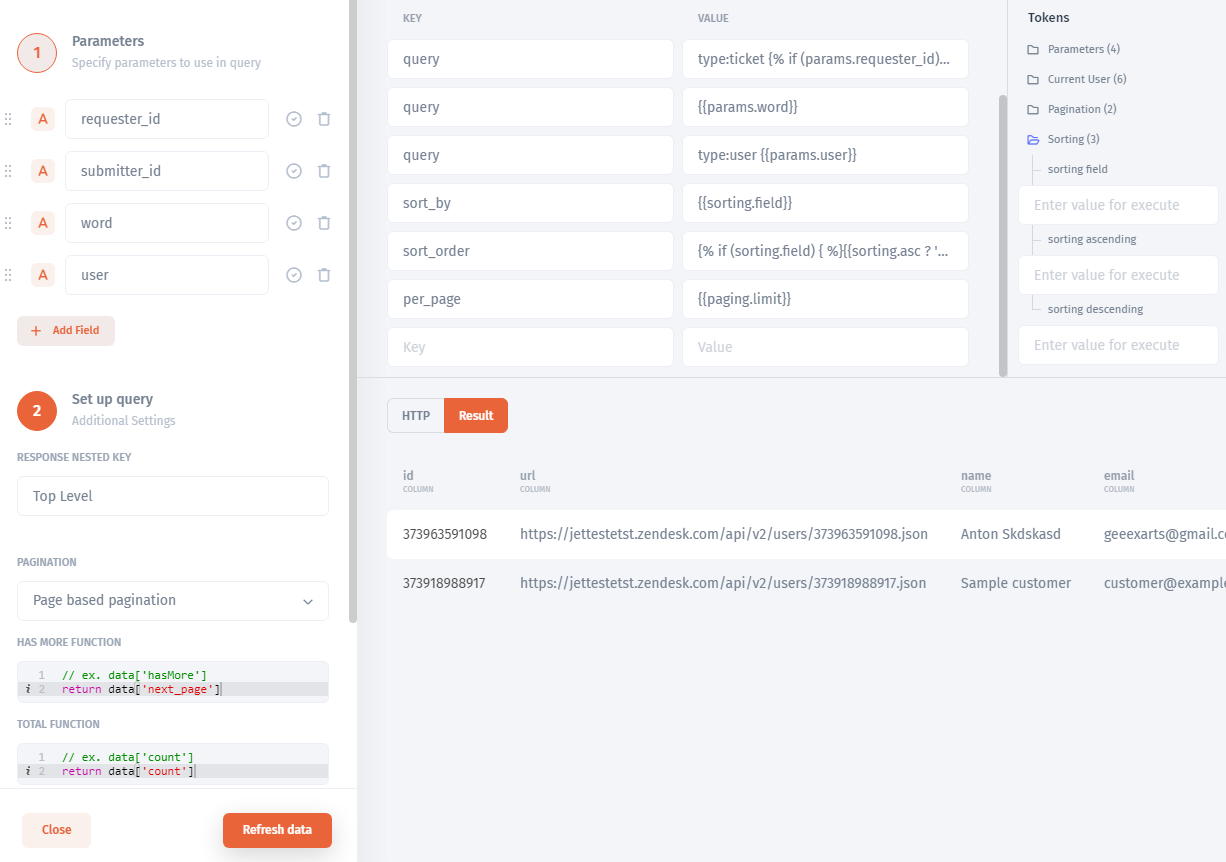 1
Parameters
Specify parameters to use in query
A requester_id
A submitter_id
A word
A user
+ Add Field
2
Set up query
Additional Settings
RESPONSE NESTED KEY
Top Level
PAGINATION
Page based pagination
HAS MORE FUNCTION
1 // ex. data['hasMore']
i 2 return data['next_page']
TOTAL FUNCTION
1 // ex. data['count']
i 2 return data['count']
Close Refresh data
KEY VALUE
query type:ticket {% if (params.requester_id)...
query {{params.word}}
query type:user {{params.user}}
sort_by {{sorting.field}}
sort_order {% if (sorting.field) { %}{{sorting.asc ? '...
per_page {{paging.limit}}
Key Value
Tokens
Parameters (4)
Current User (6)
Pagination (2)
Sorting (3)
sorting field
Enter value for execute
sorting ascending
Enter value for execute
sorting descending
Enter value for execute
HTTP Result
id url name email
COLUMN COLUMN COLUMN COLUMN
373963591098 https://jettestetst.zendesk.com/api/v2/users/373963591098.json Anton Skdskasd geeexarts@gmail.c
373918988917 https://jettestetst.zendesk.com/api/v2/users/373918988917.json Sample customer customer@example